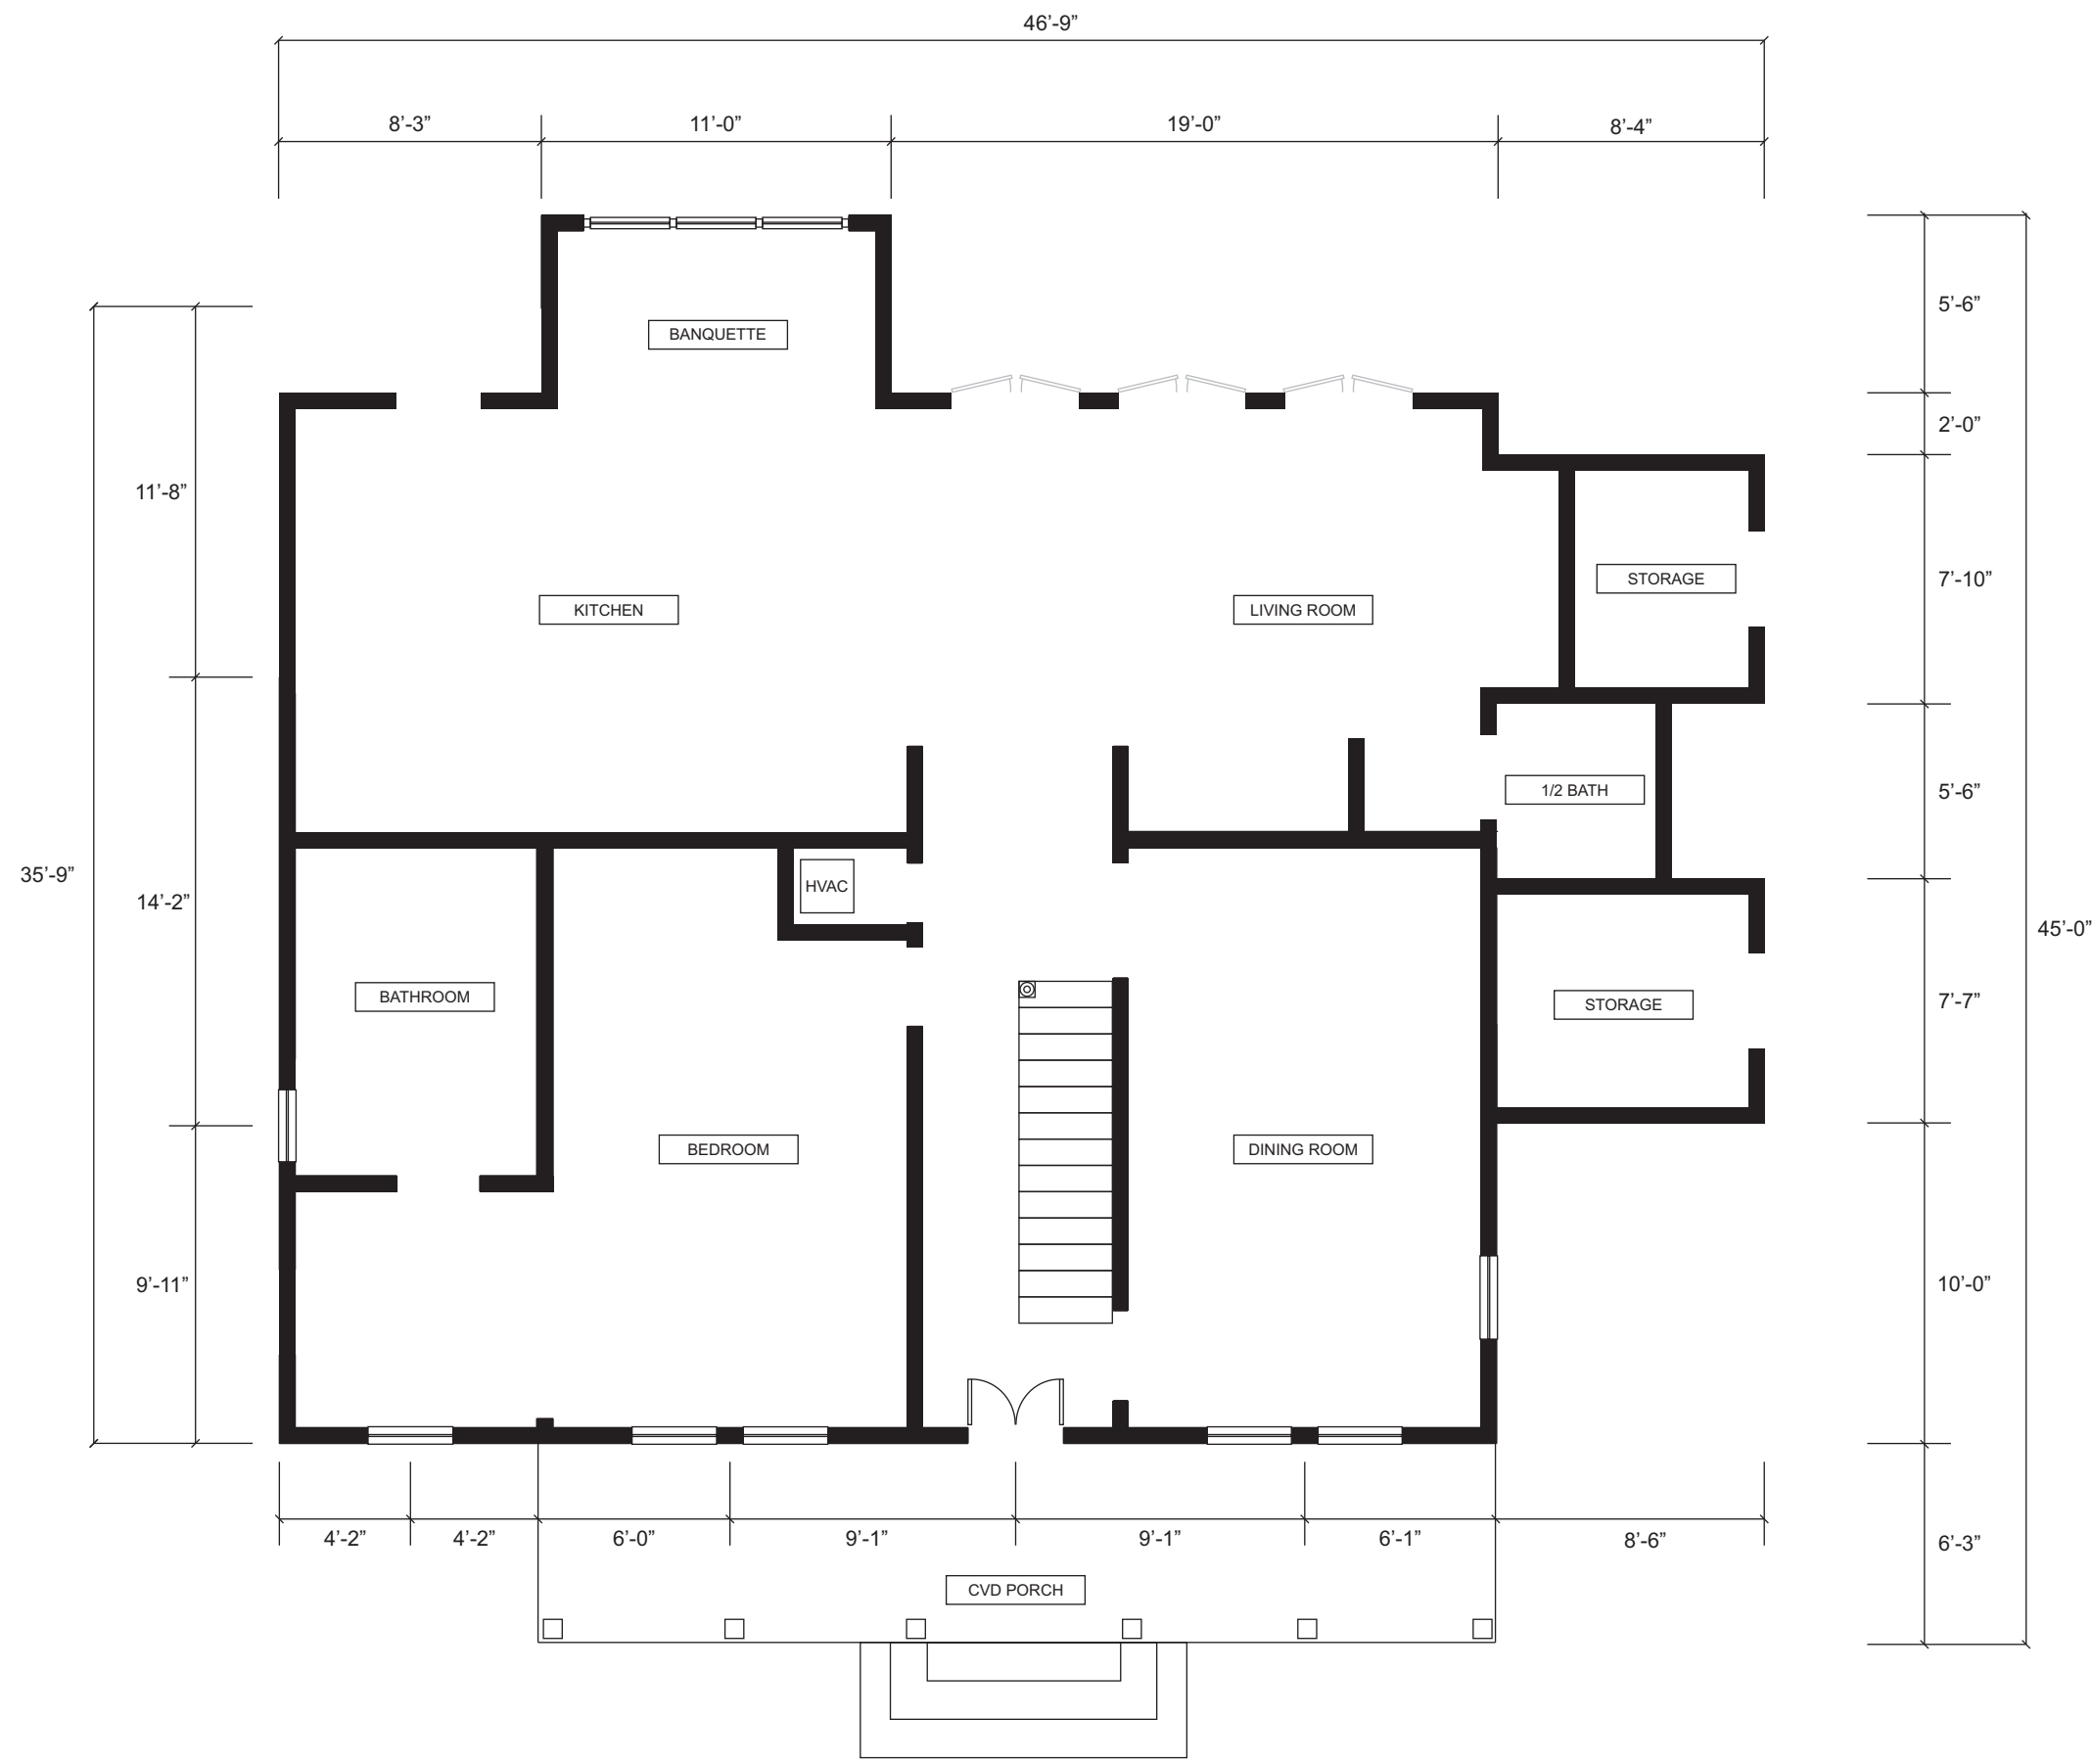 46’-9”
8’-3”
11’-0”
19’-0”
8’-4”
5’-6”
BANQUETTE
2’-0”
11’-8”
STORAGE
7’-10”
KITCHEN
LIVING ROOM
1/2 BATH
5’-6”
35’-9”
HVAC
14’-2”
45’-0”
BATHROOM
STORAGE
7’-7”
BEDROOM
DINING ROOM
9’-11”
10’-0”
4’-2”
4’-2”
6’-0”
9’-1”
9’-1”
6’-1”
8’-6”
6’-3”
CVD PORCH